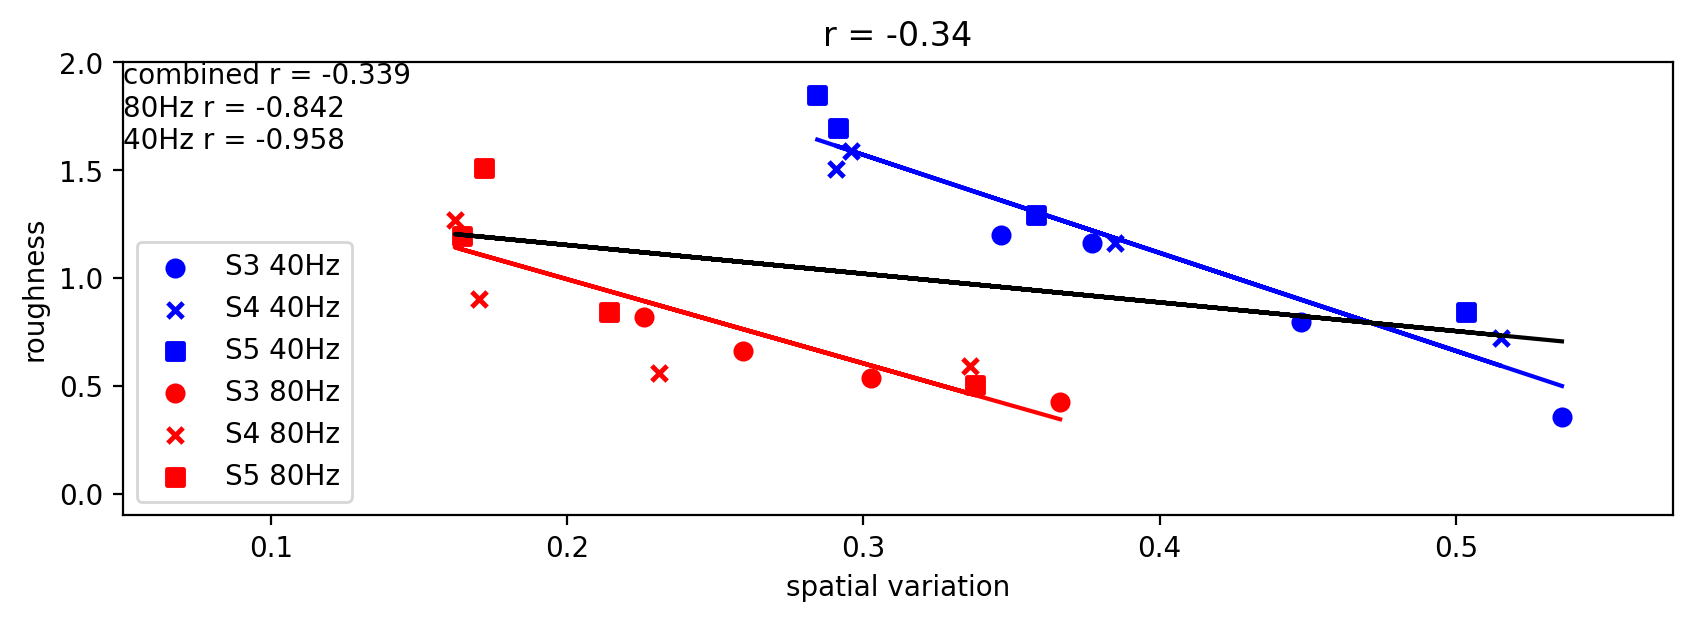 r = -0.34
combined r = -0.339
80Hz r = -0.842
40Hz r = -0.958
2.0
1.5
1.0
0.5
0.0
roughness
S3 40Hz
S4 40Hz
S5 40Hz
S3 80Hz
S4 80Hz
S5 80Hz
0.1 0.2 0.3 0.4 0.5
spatial variation